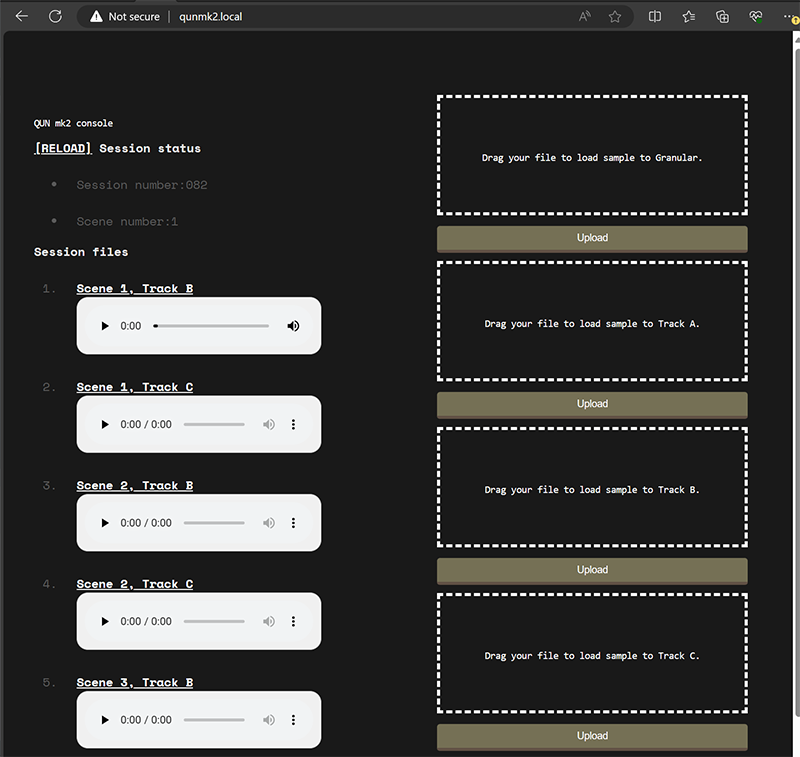 Not secure
qunmk2.local
QUN mk2 console
[RELOAD] Session status
Session number:082
Scene number:1
Session files
1. Scene 1, Track B
0:00
2. Scene 1, Track C
0:00 / 0:00
3. Scene 2, Track B
0:00 / 0:00
4. Scene 2, Track C
0:00 / 0:00
5. Scene 3, Track B
0:00 / 0:00
Drag your file to load sample to Granular.
Upload
Drag your file to load sample to Track A.
Upload
Drag your file to load sample to Track B.
Upload
Drag your file to load sample to Track C.
Upload